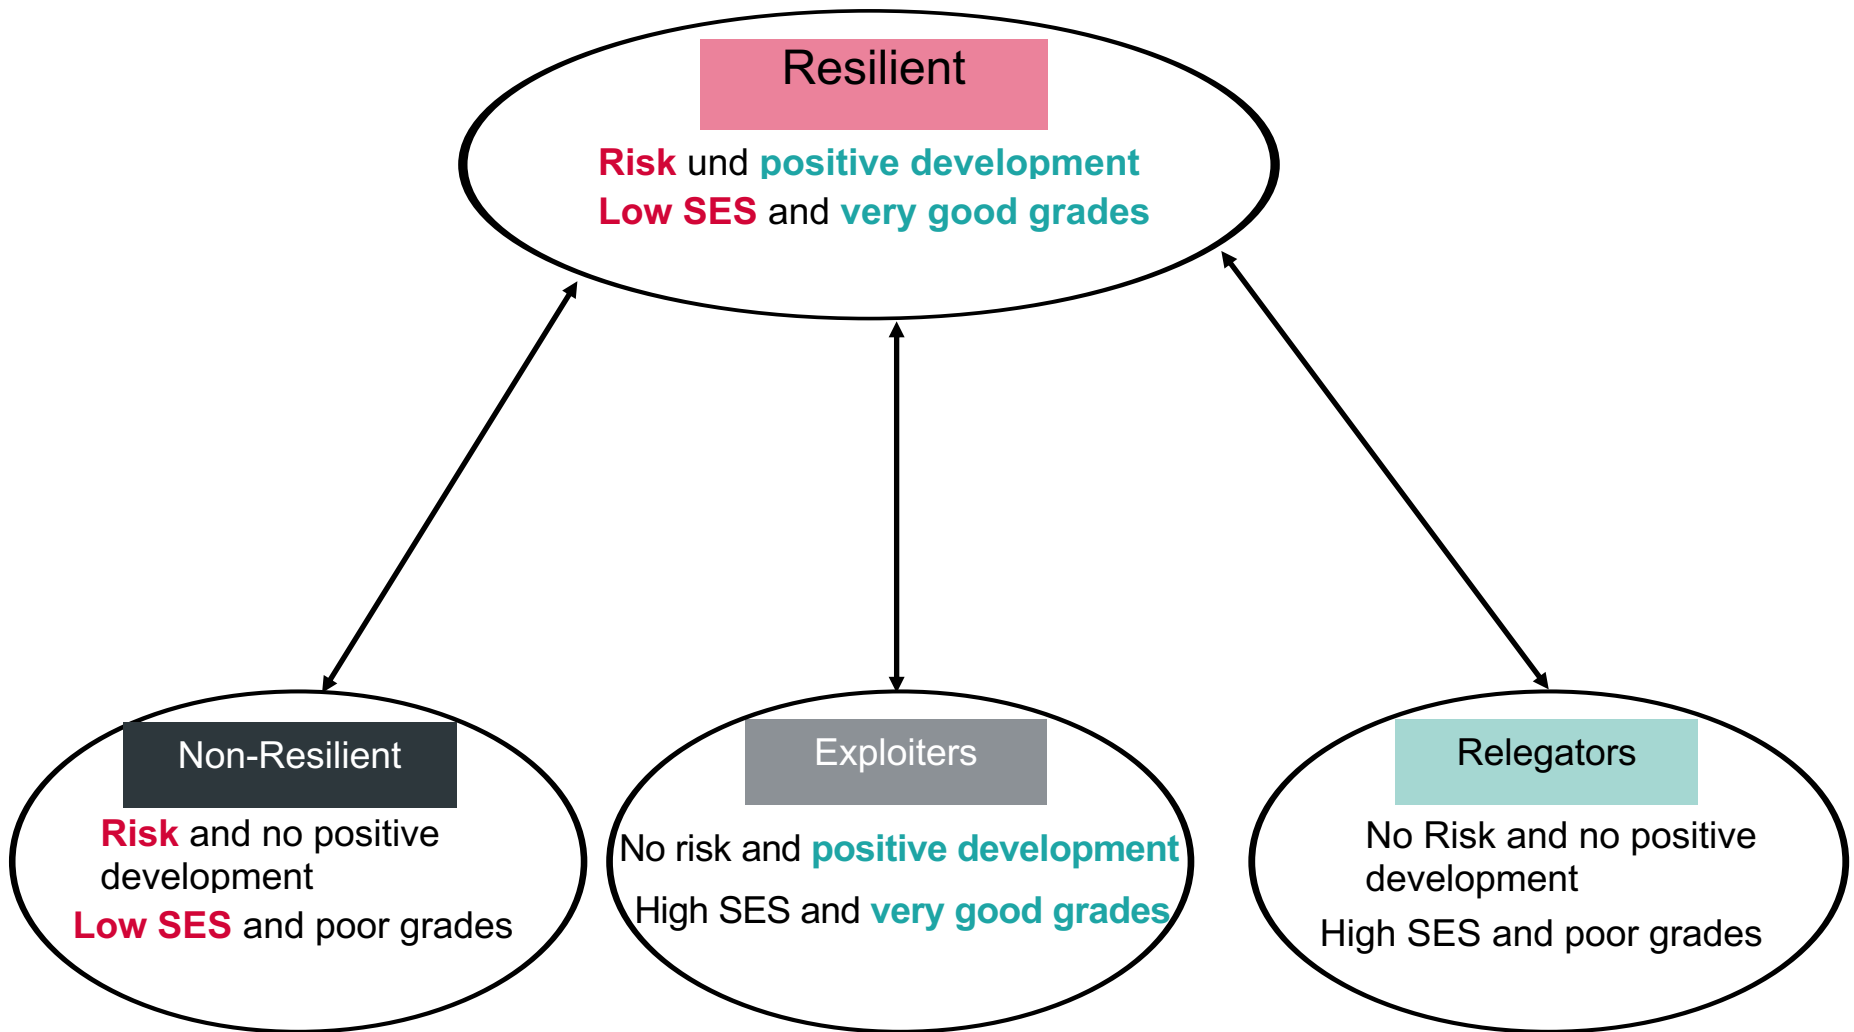 Resilient
Risk und positive development
Low SES and very good grades
Non-Resilient
Risk and no positive
development
Low SES and poor grades
Exploiters
No risk and positive development
High SES and very good grades
Relegators
No Risk and no positive
development
High SES and poor grades